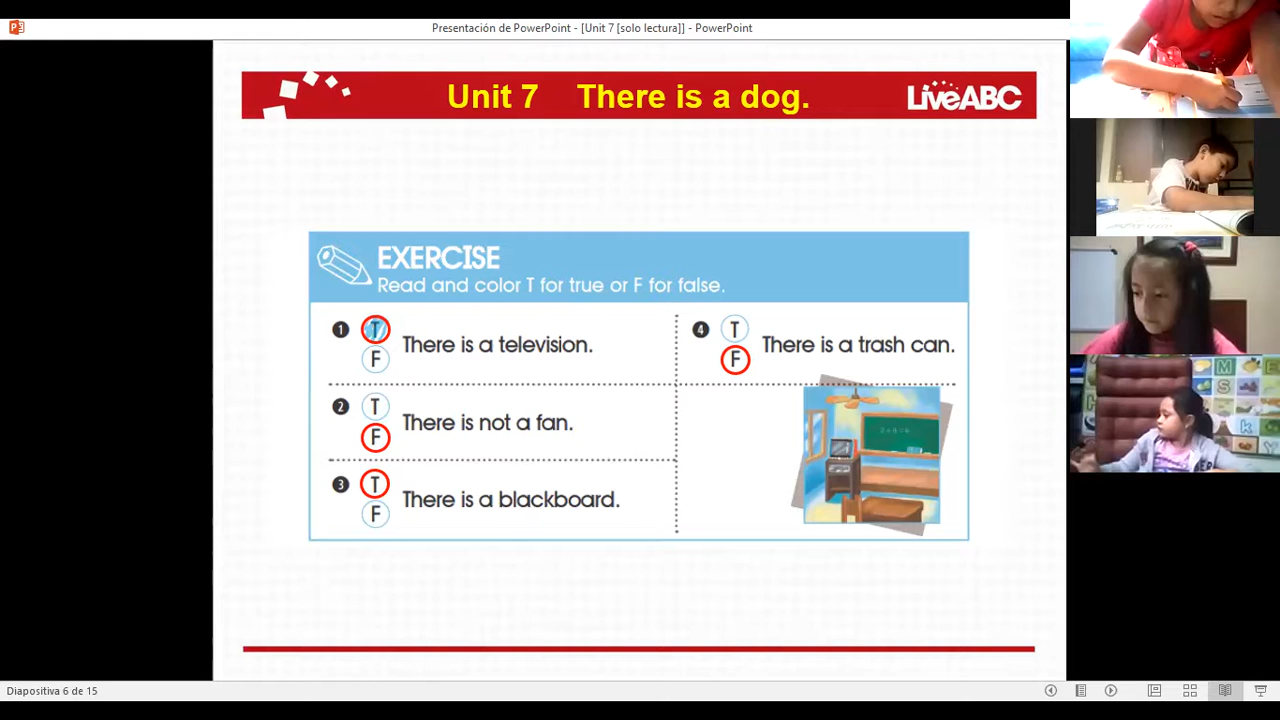 Presentación de PowerPoint - [Unit 7 [solo lectura]] - PowerPoint
Unit 7 There is a dog.
LiveABC
EXERCISE
Read and color T for true or F for false.
1 T F There is a television.
2 T F There is not a fan.
3 T F There is a blackboard.
4 T F There is a trash can.
M
S
k
Diapositiva 6 de 15